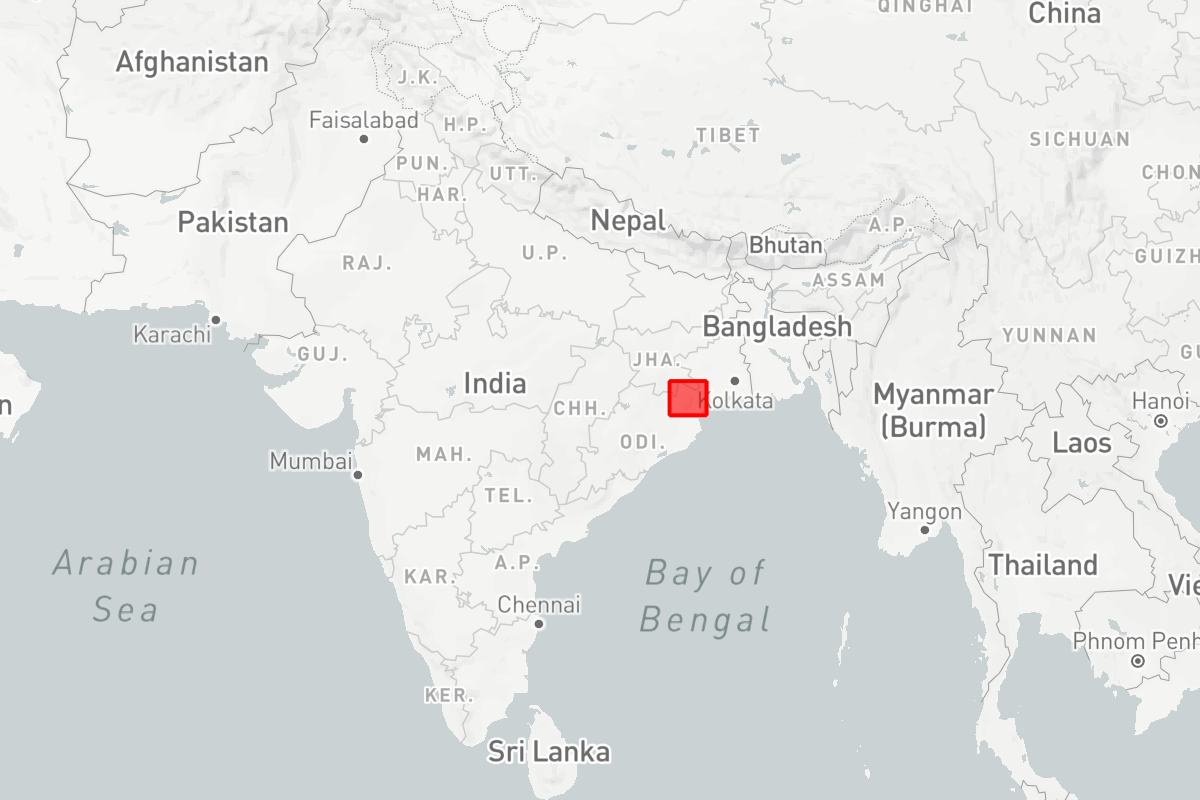 QINGHAI
China
Afghanistan
J.K.
Faisalabad
H.P.
TIBET
SICHUAN
PUN.
UTT.
CHON
HAR.
Pakistan
Nepal
A.P.
Bhutan
U.P.
RAJ.
ASSAM
GUIZH
Karachi
Bangladesh
YUNNAN
GUJ.
JHA.
GU
India
n
CHH.
Kolkata
Myanmar
(Burma)
Hanoi
ODI.
Laos
MAH.
Mumbai
TEL.
Yangon
Arabian
Sea
A.P.
KAR.
Bay of
Bengal
Thailand
Vie
Chennai
Phnom Penh
KER.
Sri Lanka